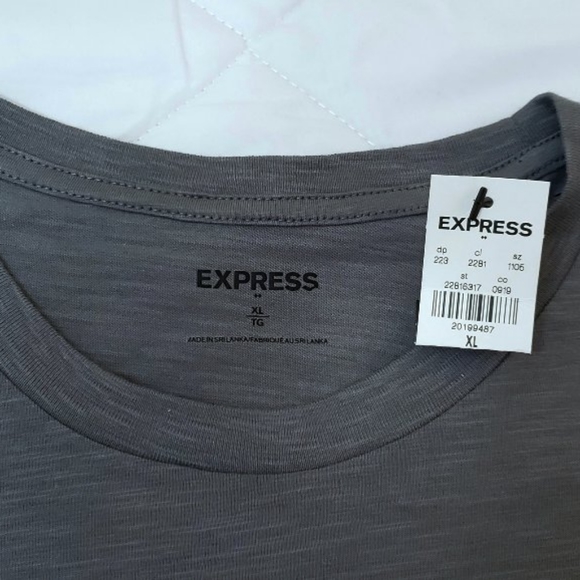 EXPRESS
XL
TG
MADE IN SRI LANKA/FABRIQUÉ AU SRI LANKA
EXPRESS
dp cl sz
223 2281 1105
st co
22816317 0919
20199487
XL